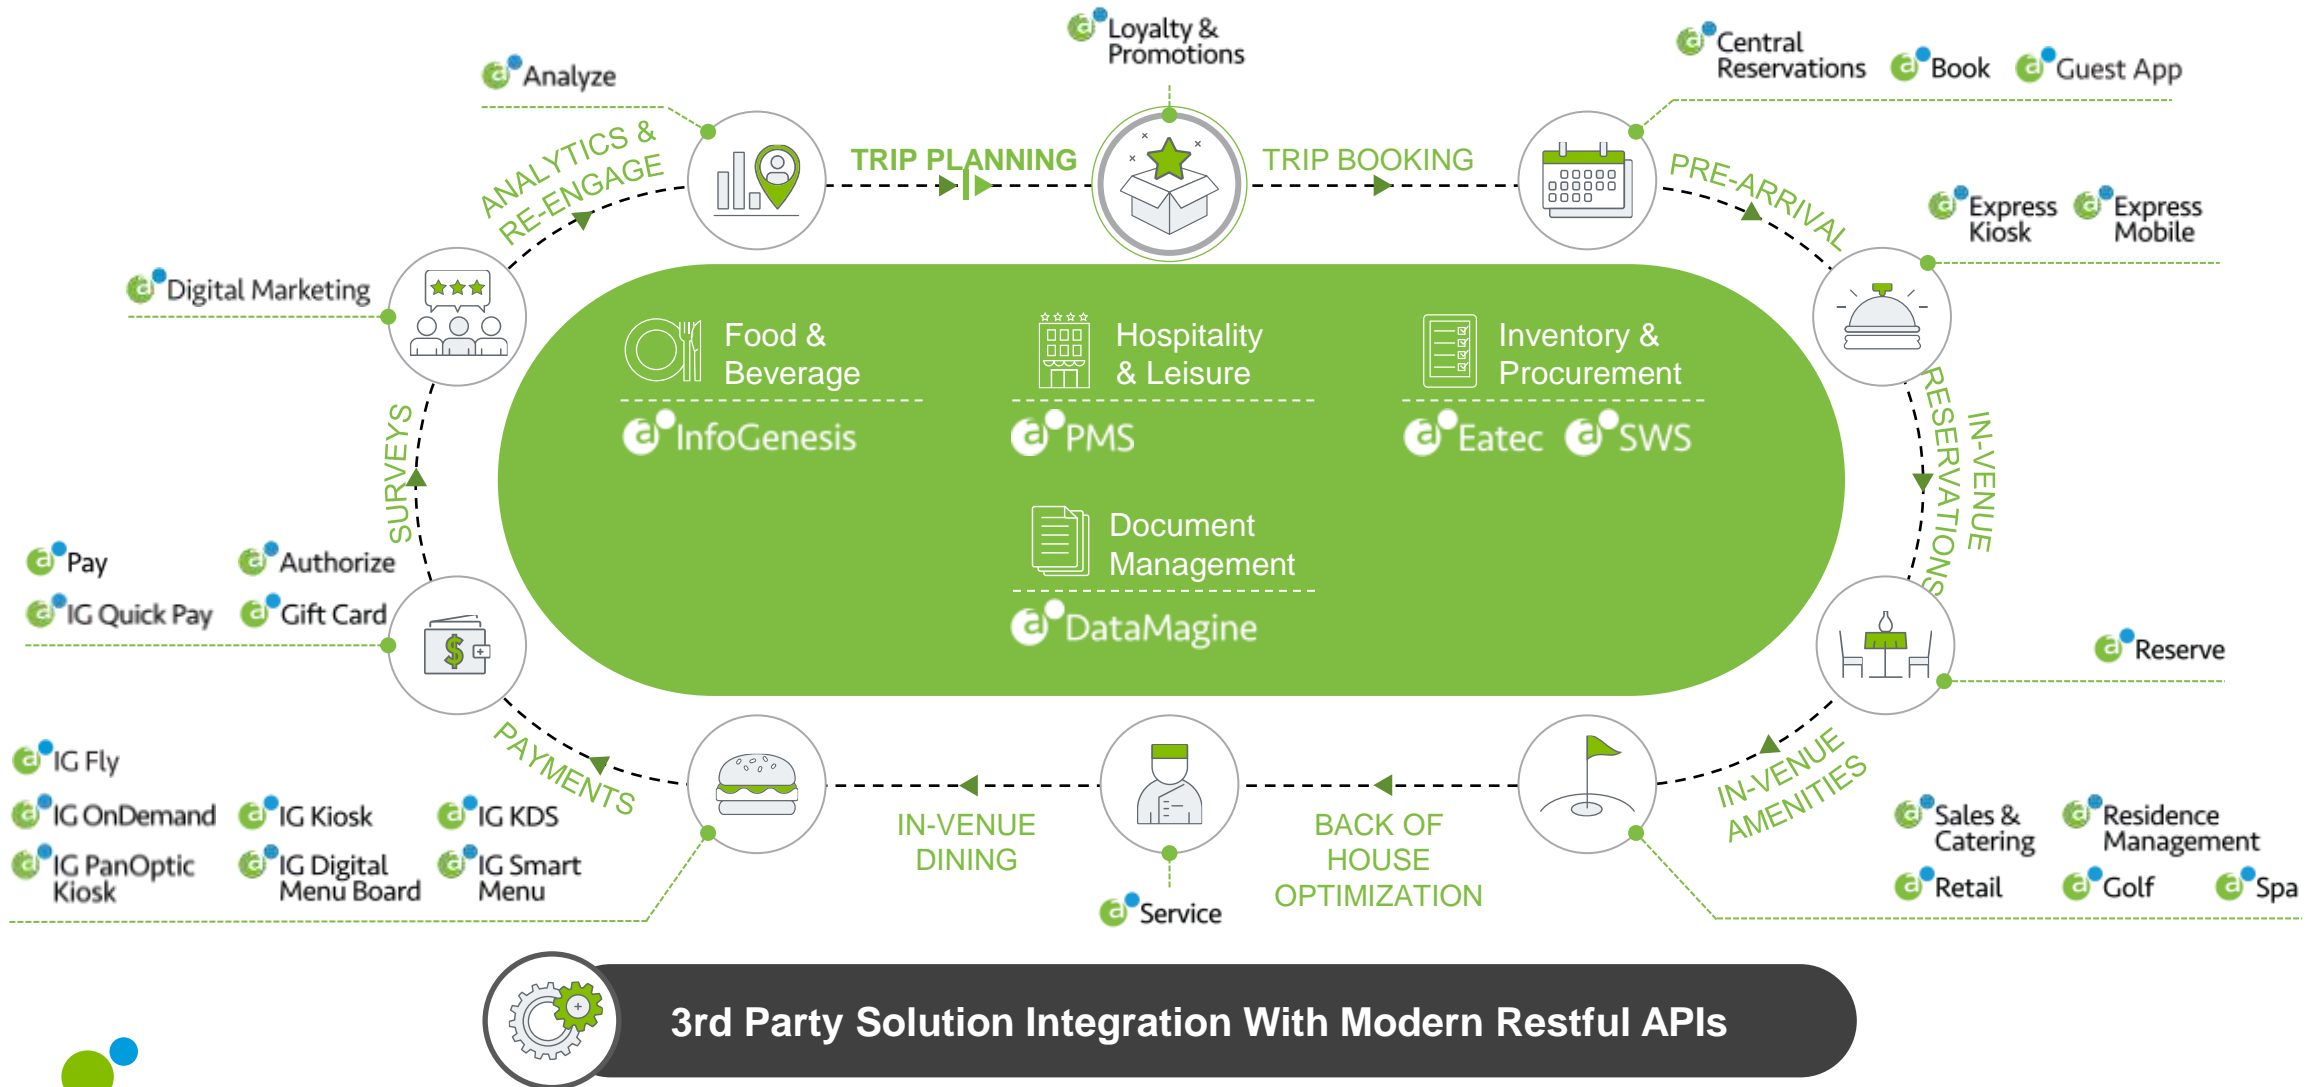 Loyalty &
Promotions
Central
Reservations
Book
Guest App
Analyze
ANALYTICS &
RE-ENGAGE
TRIP PLANNING
TRIP BOOKING
PRE-ARRIVAL
Express
Kiosk
Express
Mobile
Digital Marketing
Food &
Beverage
InfoGenesis
Hospitality
& Leisure
PMS
Inventory &
Procurement
Eatec
SWS
Document
Management
DataMagine
IN-VENUE
RESERVATIONS
SURVEYS
Pay
Authorize
IG Quick Pay
Gift Card
Reserve
PAYMENTS
IN-VENUE
AMENITIES
IG Fly
IG OnDemand
IG Kiosk
IG KDS
IG PanOptic
Kiosk
IG Digital
Menu Board
IG Smart
Menu
IN-VENUE
DINING
BACK OF
HOUSE
OPTIMIZATION
Service
Sales &
Catering
Residence
Management
Retail
Golf
Spa
3rd Party Solution Integration With Modern Restful APIs